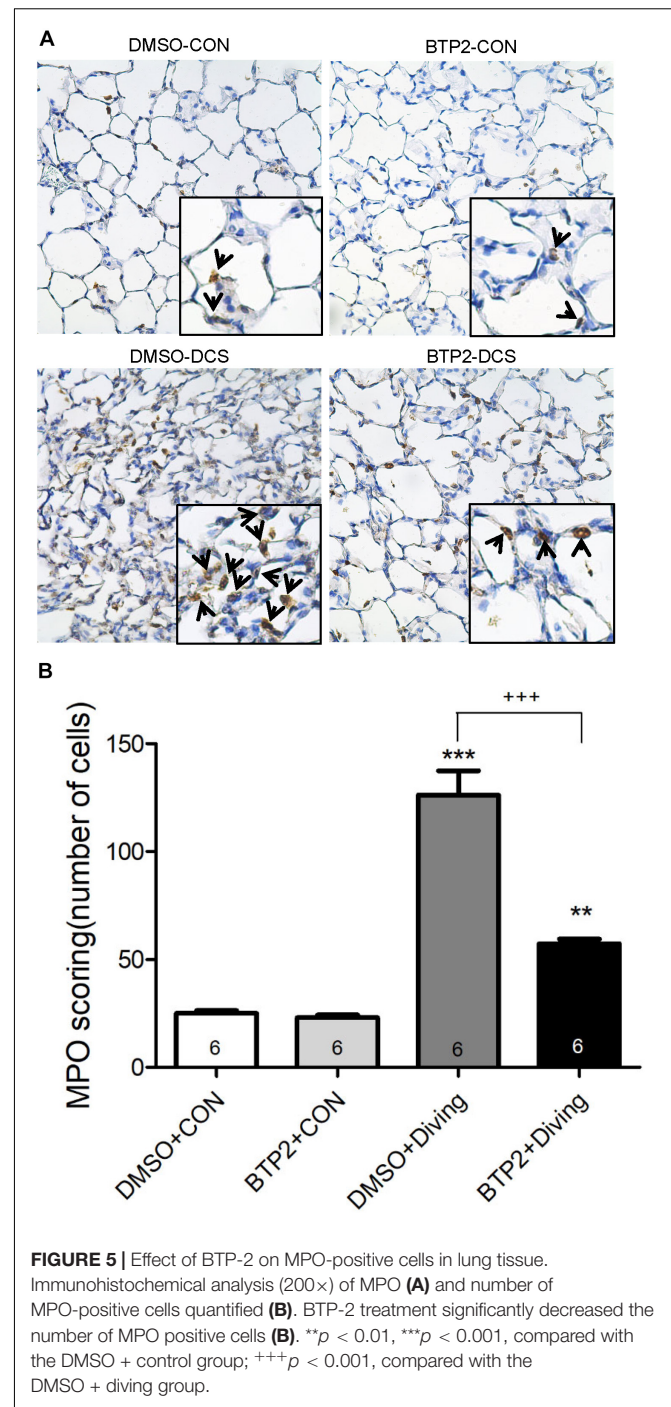 A
DMSO-CON
BTP2-CON
DMSO-DCS
BTP2-DCS
B
+++
150
***
100
**
50
0
MPO scoring(number of cells)
6
6
6
6
DMSO+CON
BTP2+CON
DMSO+Diving
BTP2+Diving
FIGURE 5 | Effect of BTP-2 on MPO-positive cells in lung tissue.
Immunohistochemical analysis (200×) of MPO (A) and number of
MPO-positive cells quantified (B). BTP-2 treatment significantly decreased the
number of MPO positive cells (B). **p < 0.01, ***p < 0.001, compared with
the DMSO + control group; +++p < 0.001, compared with the
DMSO + diving group.